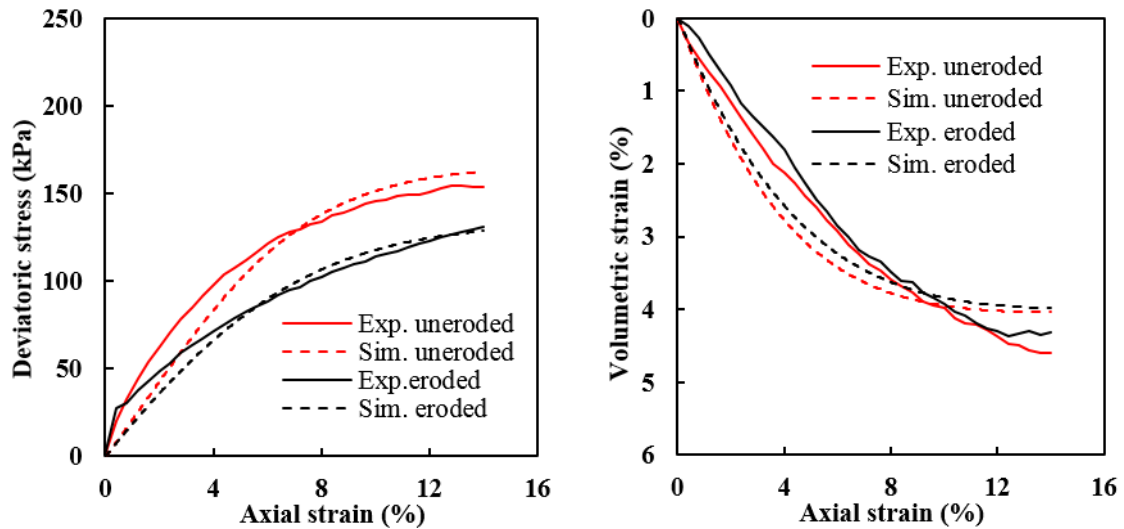 250
200
150
100
50
0
Deviatoric stress (kPa)
Exp. uneroded
Sim. uneroded
Exp.eroded
Sim. eroded
0 4 8 12 16
Axial strain (%)
0
1
2
3
4
5
6
Volumetric strain (%)
Exp. uneroded
Sim. uneroded
Exp. eroded
Sim. eroded
0 4 8 12 16
Axial strain (%)